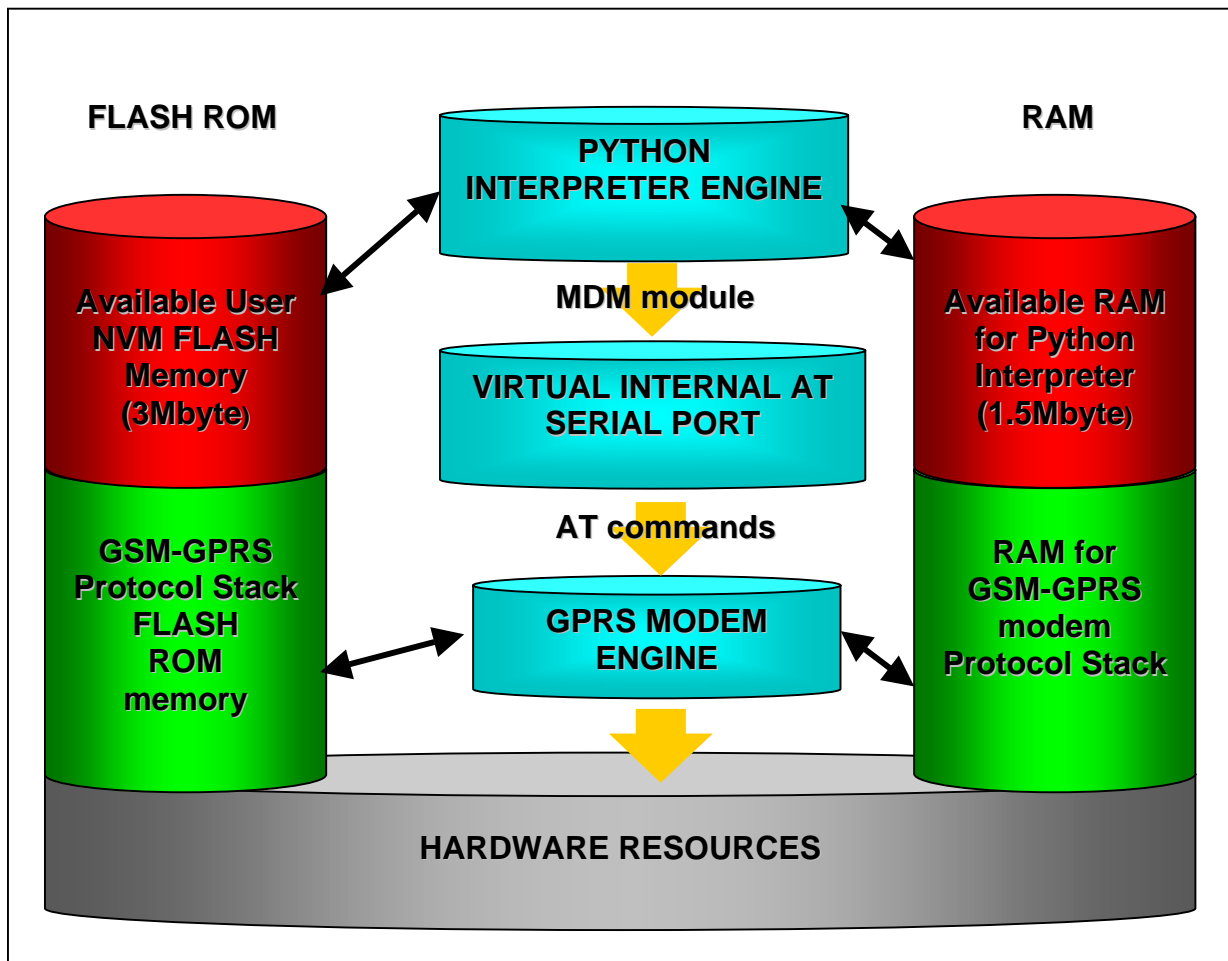 FLASH ROM
RAM
PYTHON
INTERPRETER ENGINE
Available User
NVM FLASH
Memory
(3Mbyte)
MDM module
Available RAM
for Python
Interpreter
(1.5Mbyte)
VIRTUAL INTERNAL AT
SERIAL PORT
AT commands
GSM-GPRS
Protocol Stack
FLASH
ROM
memory
GPRS MODEM
ENGINE
RAM for
GSM-GPRS
modem
Protocol Stack
HARDWARE RESOURCES